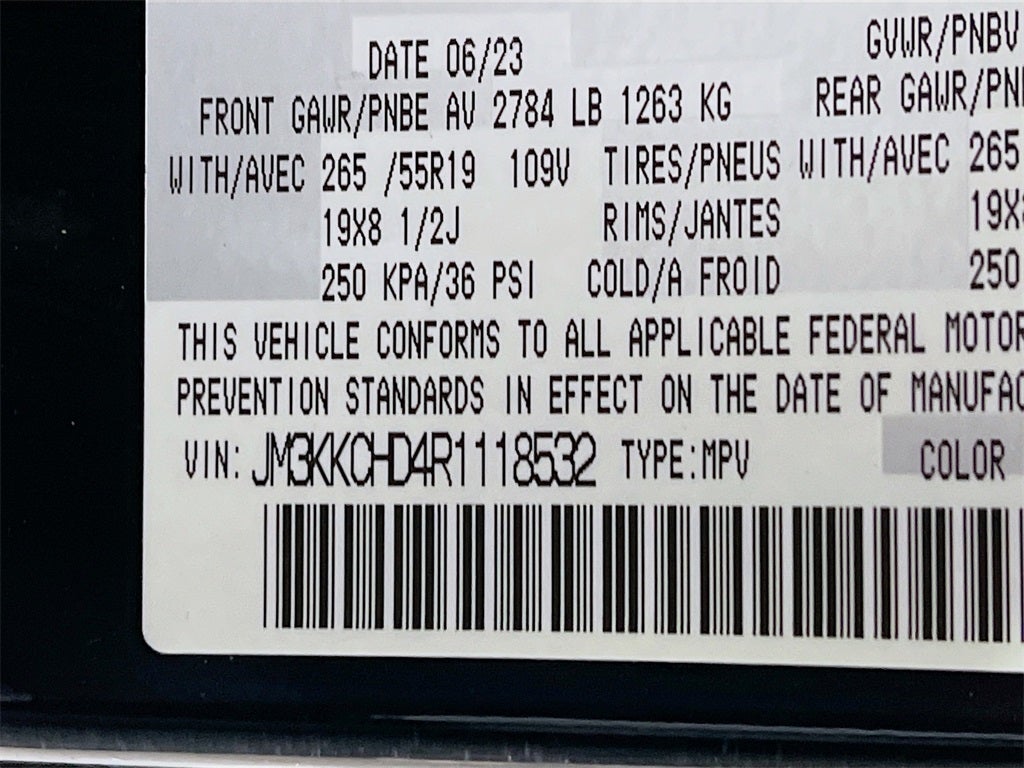 DATE 06/23 GVWR/PNBV
FRONT GAWR/PNBE AV 2784 LB 1263 KG REAR GAWR/PN
WITH/AVEC 265 /55R19 109V TIRES/PNEUS WITH/AVEC 265
19X8 1/2J RIMS/JANTES 19X
250 KPA/36 PSI COLD/A FROID 250
THIS VEHICLE CONFORMS TO ALL APPLICABLE FEDERAL MOTOR
PREVENTION STANDARDS IN EFFECT ON THE DATE OF MANUFAC
VIN: JM3KKCHD4R1118532 TYPE:MPV COLOR